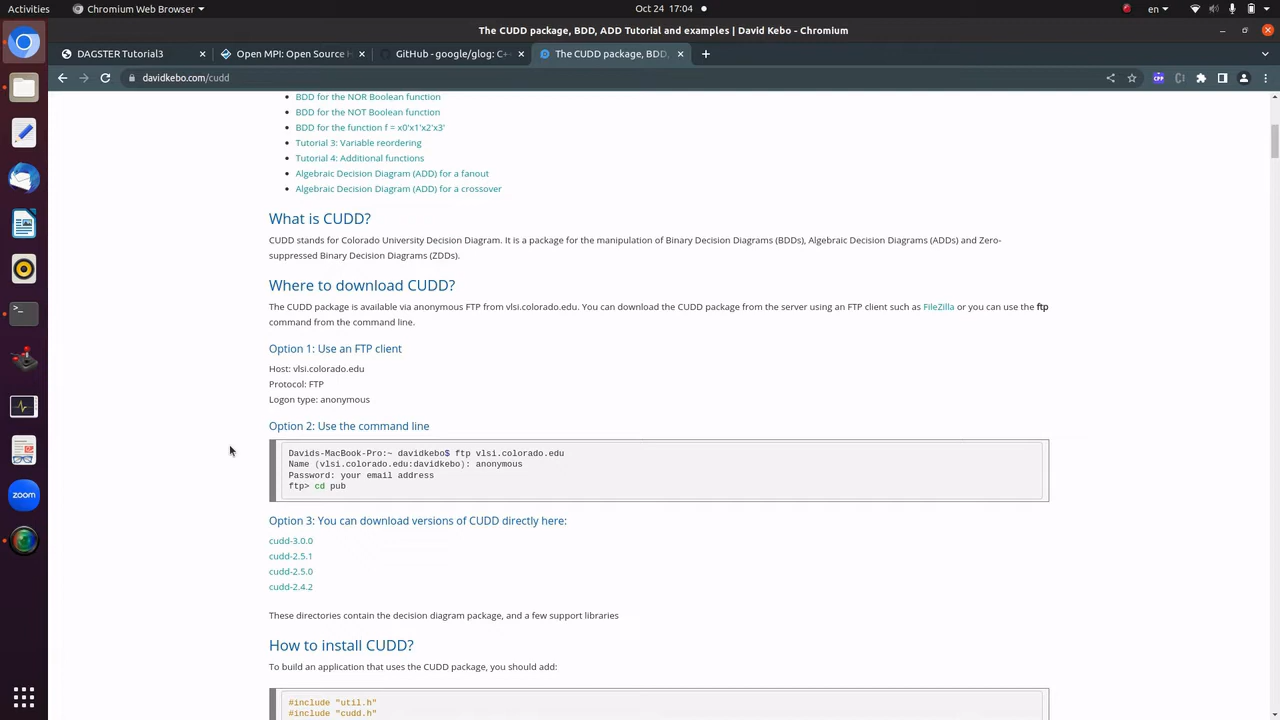 Activities
Chromium Web Browser
Oct 24 17:04
en
The CUDD package, BDD, ADD Tutorial and examples | David Kebo - Chromium
DAGSTER Tutorial3
Open MPI: Open Source H
GitHub - google/glog: C+
The CUDD package, BDD,
davidkebo.com/cudd
BDD for the NOR Boolean function
BDD for the NOT Boolean function
BDD for the function f = x0'x1'x2'x3'
Tutorial 3: Variable reordering
Tutorial 4: Additional functions
Algebraic Decision Diagram (ADD) for a fanout
Algebraic Decision Diagram (ADD) for a crossover
What is CUDD?
CUDD stands for Colorado University Decision Diagram. It is a package for the manipulation of Binary Decision Diagrams (BDDs), Algebraic Decision Diagrams (ADDs) and Zero-
suppressed Binary Decision Diagrams (ZDDs).
Where to download CUDD?
The CUDD package is available via anonymous FTP from vlsi.colorado.edu. You can download the CUDD package from the server using an FTP client such as FileZilla or you can use the ftp
command from the command line.
Option 1: Use an FTP client
Host: vlsi.colorado.edu
Protocol: FTP
Logon type: anonymous
Option 2: Use the command line
Davids-MacBook-Pro:~ davidkebo$ ftp vlsi.colorado.edu
Name (vlsi.colorado.edu:davidkebo): anonymous
Password: your email address
ftp> cd pub
Option 3: You can download versions of CUDD directly here:
cudd-3.0.0
cudd-2.5.1
cudd-2.5.0
cudd-2.4.2
These directories contain the decision diagram package, and a few support libraries
How to install CUDD?
To build an application that uses the CUDD package, you should add:
#include "util.h"
#include "cudd.h"
zoom